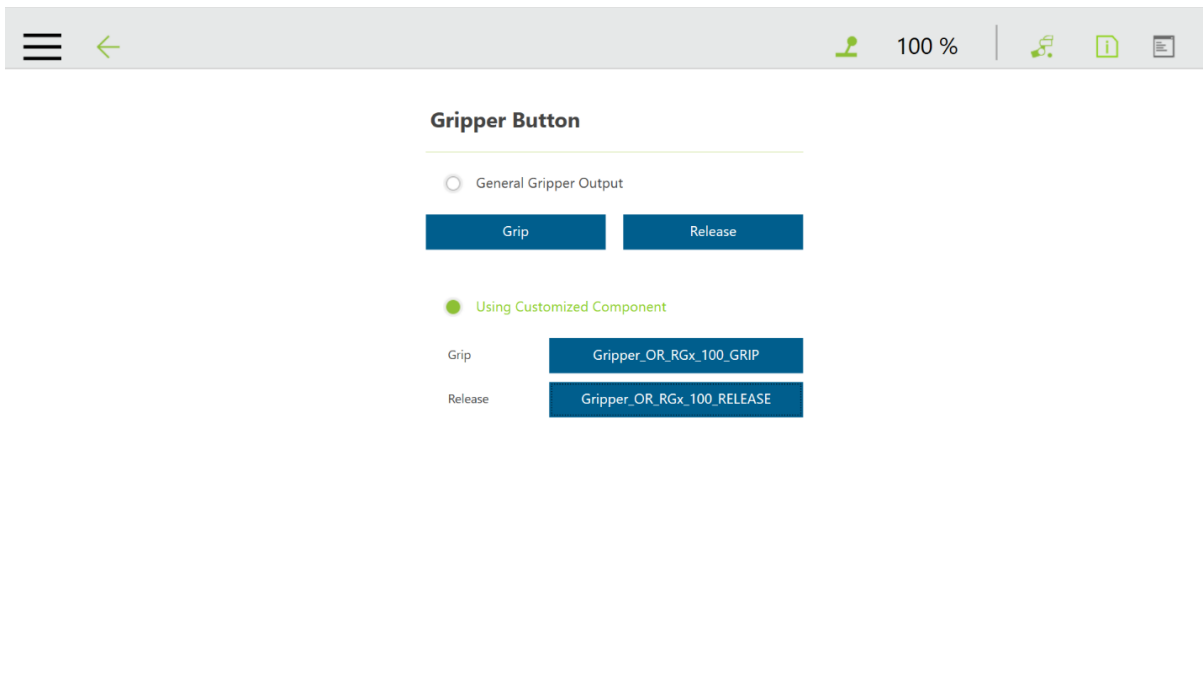 100 %
Gripper Button
General Gripper Output
Grip Release
Using Customized Component
Grip Gripper_OR_RGx_100_GRIP
Release Gripper_OR_RGx_100_RELEASE